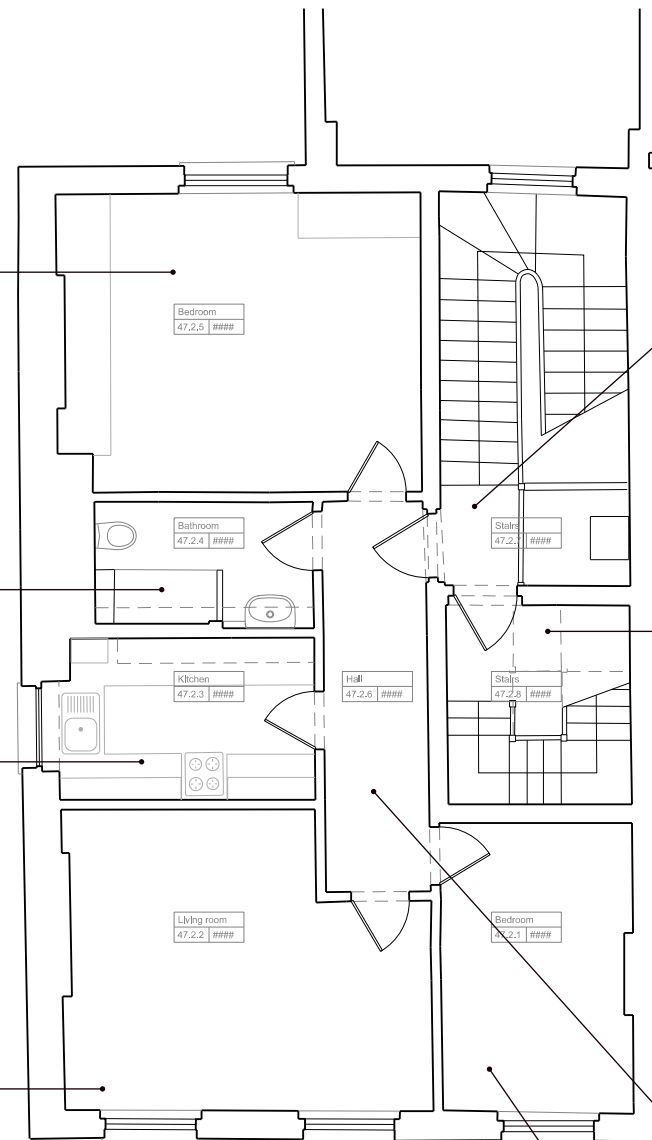 Bedroom
47.2.5 ####
Bathroom
47.2.4 ####
Stairs
47.2.7 ####
Kitchen
47.2.3 ####
Hall
47.2.6 ####
Stairs
47.2.8 ####
Living room
47.2.2 ####
Bedroom
47.2.1 ####